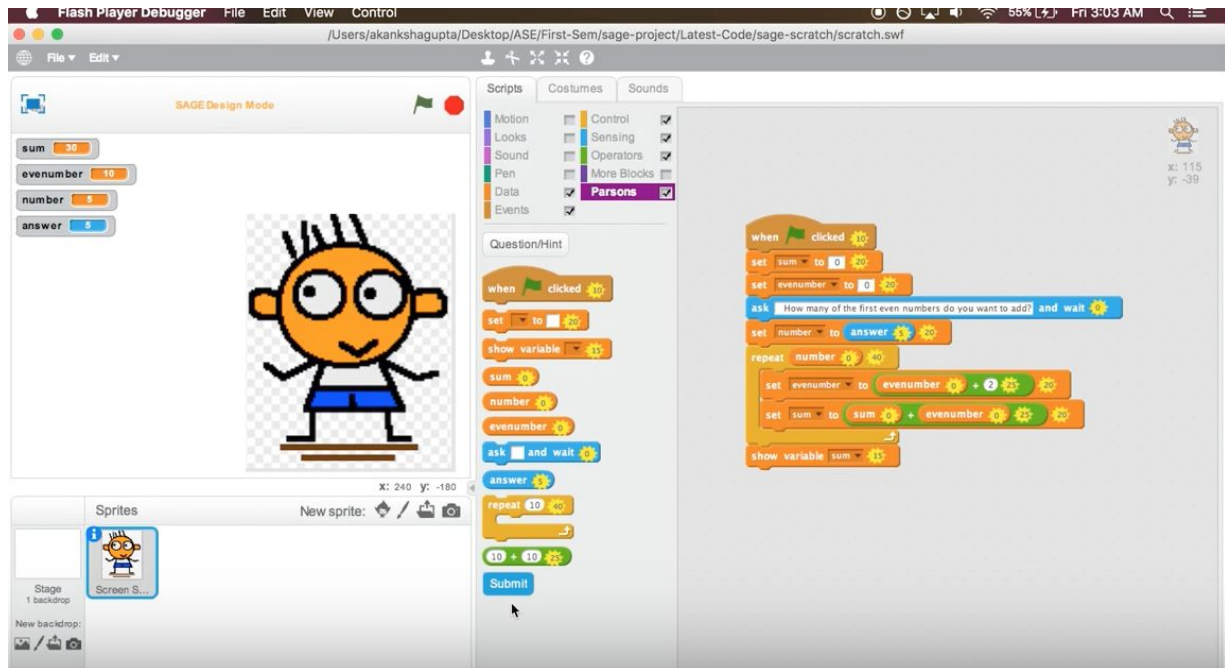 Flash Player Debugger File Edit View Control 55% Fri 3:03 AM
/Users/akankshagupta/Desktop/ASE/First-Sem/sage-project/Latest-Code/sage-scratch/scratch.swf
File Edit
SAGE Design Mode
sum 30
evenumber 10
number 5
answer 5
X: 240 y: -180
Sprites New sprite:
Stage
1 backdrop
Screen S...
New backdrop:
Scripts Costumes Sounds
Motion Control
Looks Sensing
Sound Operators
Pen More Blocks
Data Parsons
Events
Question/Hint
when clicked 10
set to 20
show variable 15
sum 0
number 0
evenumber 0
ask and wait 0
answer 5
repeat 10 40
10 + 10 25
Submit
x: 115
y: -39
when clicked 10
set sum to 0 20
set evenumber to 0 20
ask How many of the first even numbers do you want to add? and wait 0
set number to answer 5 20
repeat number 0 40
set evenumber to evenumber 0 + 2 25 20
set sum to sum 0 + evenumber 0 25 20
show variable sum 15